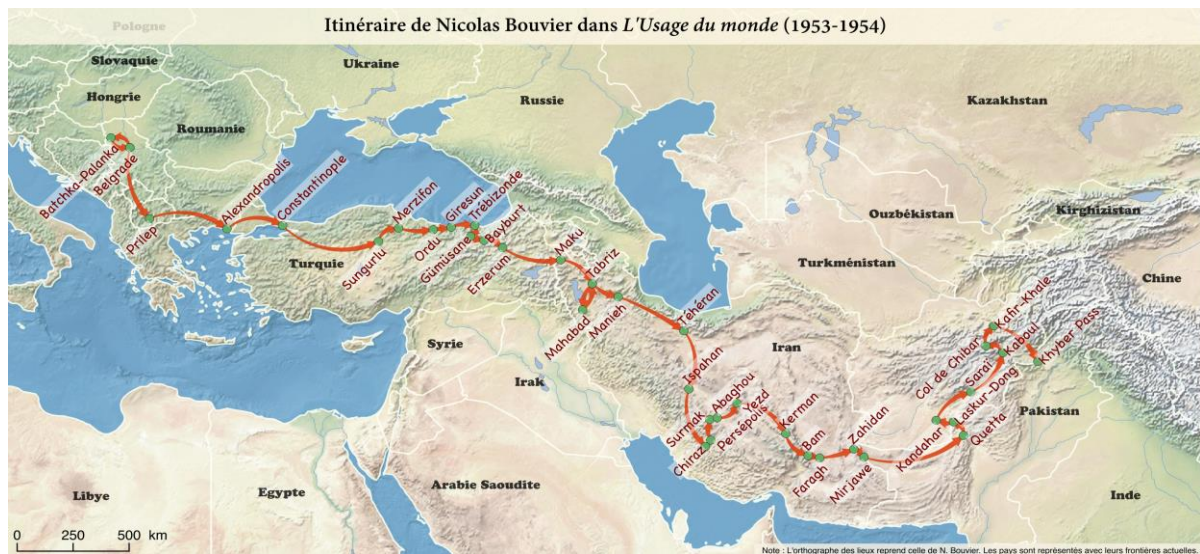 Itinéraire de Nicolas Bouvier dans L'Usage du monde (1953-1954)
Pologne
Slovaquie
Ukraine
Hongrie
Russie
Kazakhstan
Roumanie
Batchka-Palanka
Belgrade
Prilep
Alexandropolis
Constantinople
Turquie
Sungurlu
Merzifon
Ordu
Giresun
Trébizonde
Gümüsane
Bayburt
Erzerum
Maku
Tabriz
Mahabad
Manieh
Téhéran
Ouzbékistan
Kirghizistan
Turkménistan
Chine
Syrie
Irak
Iran
Ispahan
Surmak
Abaghou
Yezd
Persépolis
Chiraz
Kerman
Bam
Faragh
Zahidan
Mirjawe
Kandahar
Quetta
Laskur-Dong
Sarai
Kaboul
Col de Chibar
Kafir-Khale
Khyber Pass
Pakistan
Inde
Libye
Egypte
Arabie Saoudite
0 250 500 km
Note : L'orthographe des lieux reprend celle de N. Bouvier. Les pays sont représentés avec leurs frontières actuelles.